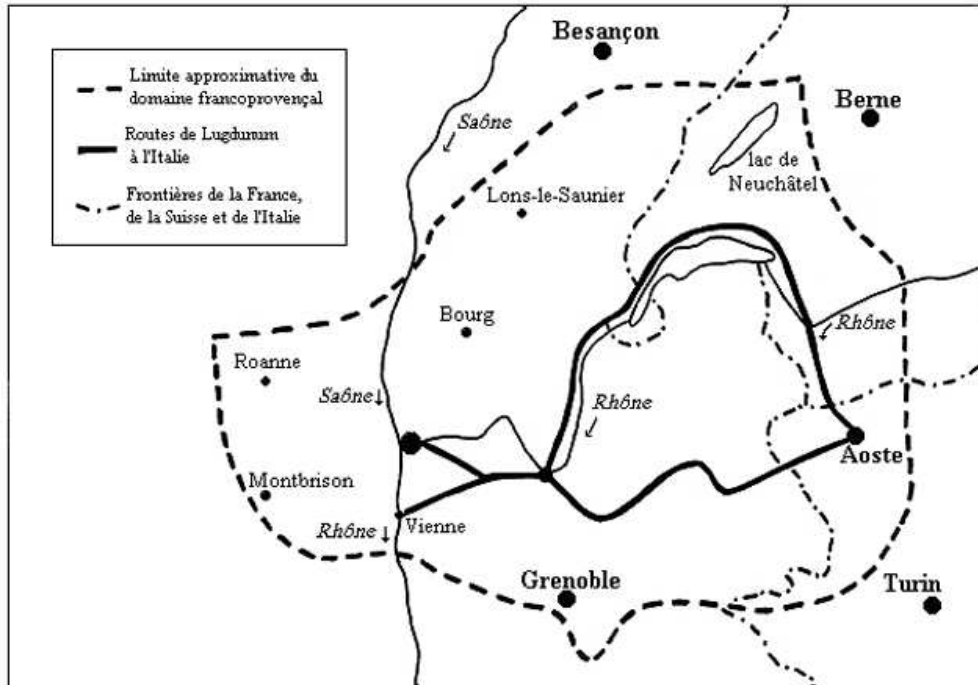 Limite approximative du
domaine francoprovençal
Routes de Lugdunum
à l'Italie
Frontières de la France,
de la Suisse et de l'Italie
Besançon
Berne
Saône
lac de
Neuchâtel
Lons-le-Saunier
Bourg
Rhône
Roanne
Saône
Rhône
Aoste
Montbrison
Vienne
Rhône
Grenoble
Turin